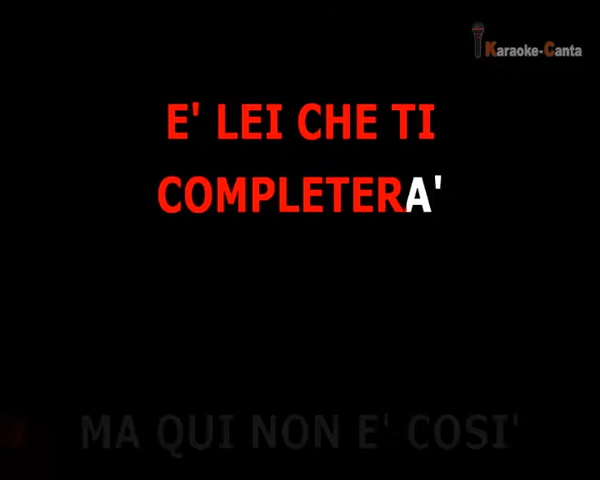 Karaoke-Canta
E' LEI CHE TI
COMPLETERA'
MA QUI NON E' COSI'